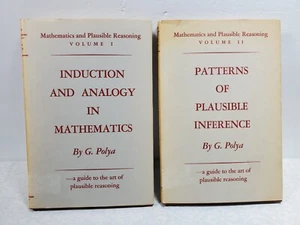 Mathematics and Plausible Reasoning
VOLUME I
INDUCTION
AND ANALOGY
IN
MATHEMATICS
By G. Polya
—a guide to the art of
plausible reasoning
Mathematics and Plausible Reasoning
VOLUME II
PATTERNS
OF
PLAUSIBLE
INFERENCE
By G. Polya
—a guide to the art of
plausible reasoning